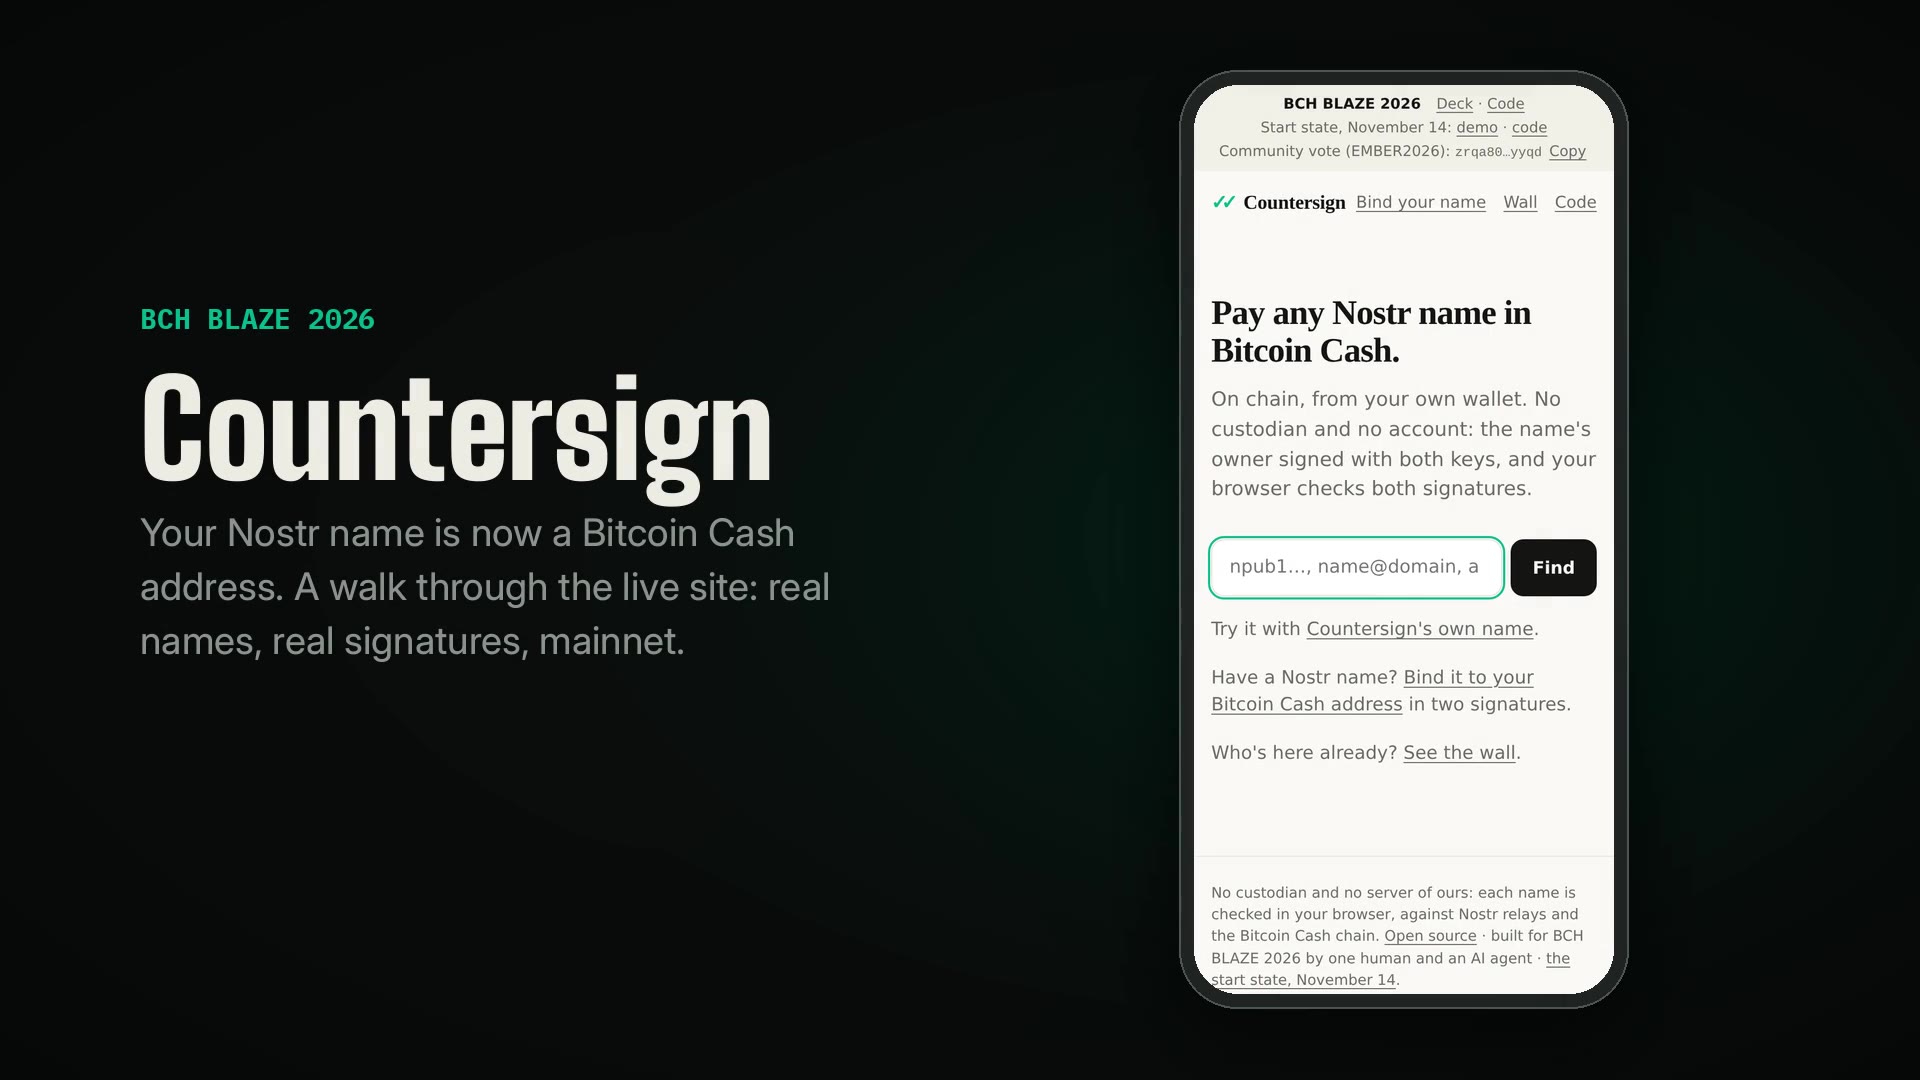 BCH BLAZE 2026
Countersign
Your Nostr name is now a Bitcoin Cash
address. A walk through the live site: real
names, real signatures, mainnet.
BCH BLAZE 2026 Deck · Code
Start state, November 14: demo · code
Community vote (EMBER2026): zrqa80…yyqd Copy
✓✓ Countersign Bind your name Wall Code
Pay any Nostr name in
Bitcoin Cash.
On chain, from your own wallet. No
custodian and no account: the name's
owner signed with both keys, and your
browser checks both signatures.
npub1…, name@domain, a Find
Try it with Countersign's own name.
Have a Nostr name? Bind it to your
Bitcoin Cash address in two signatures.
Who's here already? See the wall.
No custodian and no server of ours: each name is
checked in your browser, against Nostr relays and
the Bitcoin Cash chain. Open source · built for BCH
BLAZE 2026 by one human and an AI agent · the
start state, November 14.